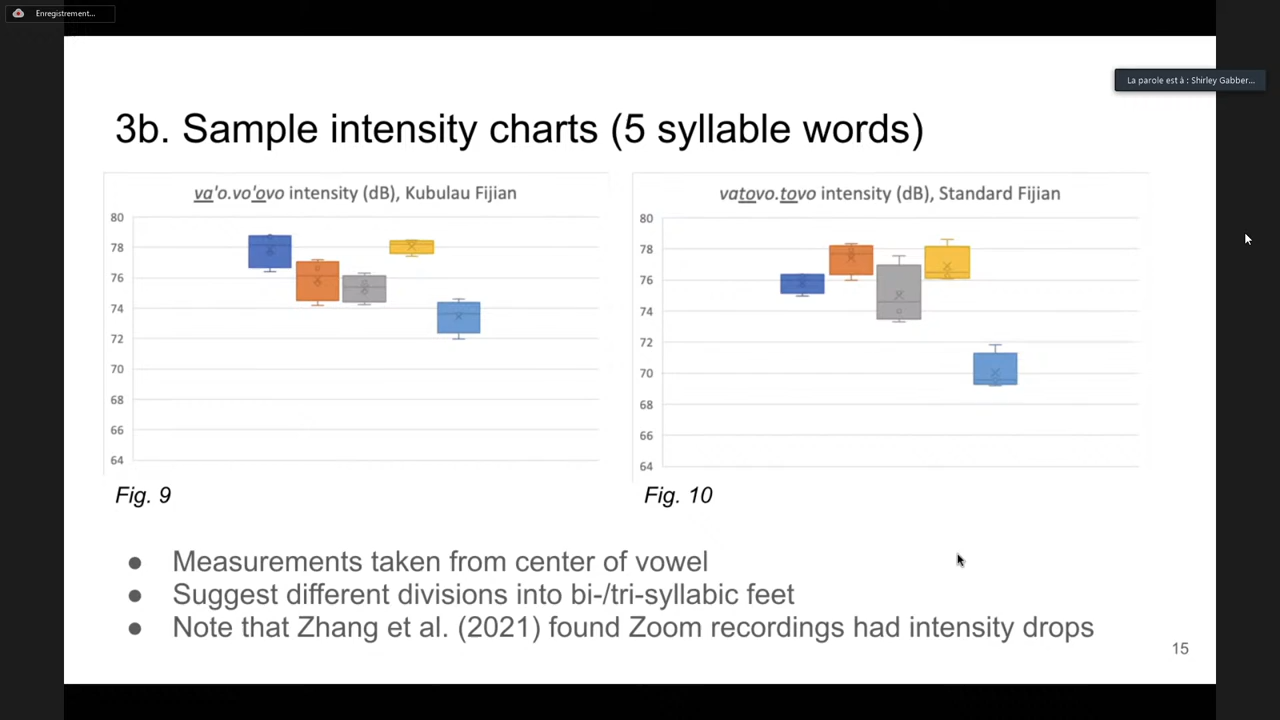 Enregistrement...
La parole est à : Shirley Gabber...
3b. Sample intensity charts (5 syllable words)
va'o.vo'ovo intensity (dB), Kubulau Fijian
80
78
76
74
72
70
68
66
64
Fig. 9
vatovo.tovo intensity (dB), Standard Fijian
80
78
76
74
72
70
68
66
64
Fig. 10
● Measurements taken from center of vowel
● Suggest different divisions into bi-/tri-syllabic feet
● Note that Zhang et al. (2021) found Zoom recordings had intensity drops
15